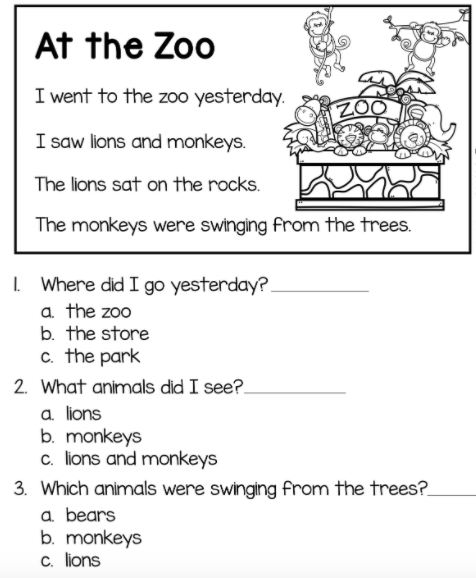 At the Zoo
I went to the zoo yesterday.
ZOO
I saw lions and monkeys.
The lions sat on the rocks.
The monkeys were swinging from the trees.
1. Where did I go yesterday?__________
a. the zoo
b. the store
c. the park
2. What animals did I see?__________
a. lions
b. monkeys
c. lions and monkeys
3. Which animals were swinging from the trees?_____
a. bears
b. monkeys
c. lions